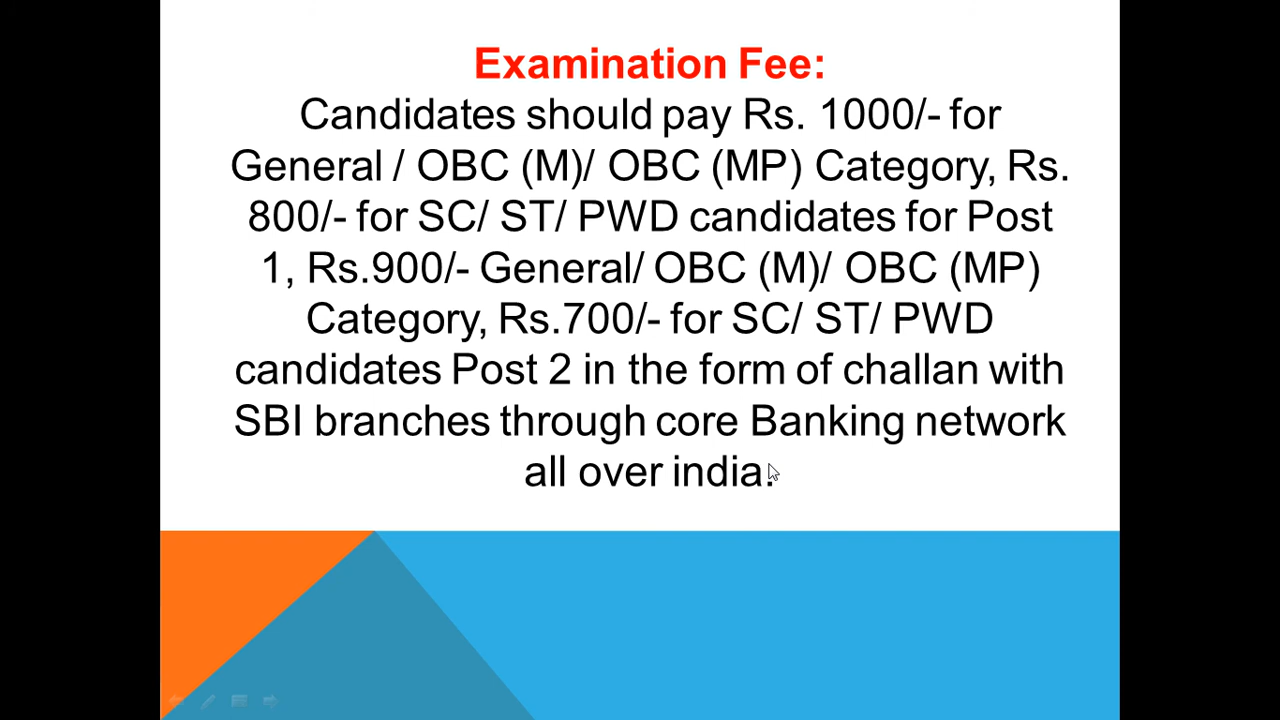 Examination Fee:
Candidates should pay Rs. 1000/- for
General / OBC (M)/ OBC (MP) Category, Rs.
800/- for SC/ ST/ PWD candidates for Post
1, Rs.900/- General/ OBC (M)/ OBC (MP)
Category, Rs.700/- for SC/ ST/ PWD
candidates Post 2 in the form of challan with
SBI branches through core Banking network
all over india.